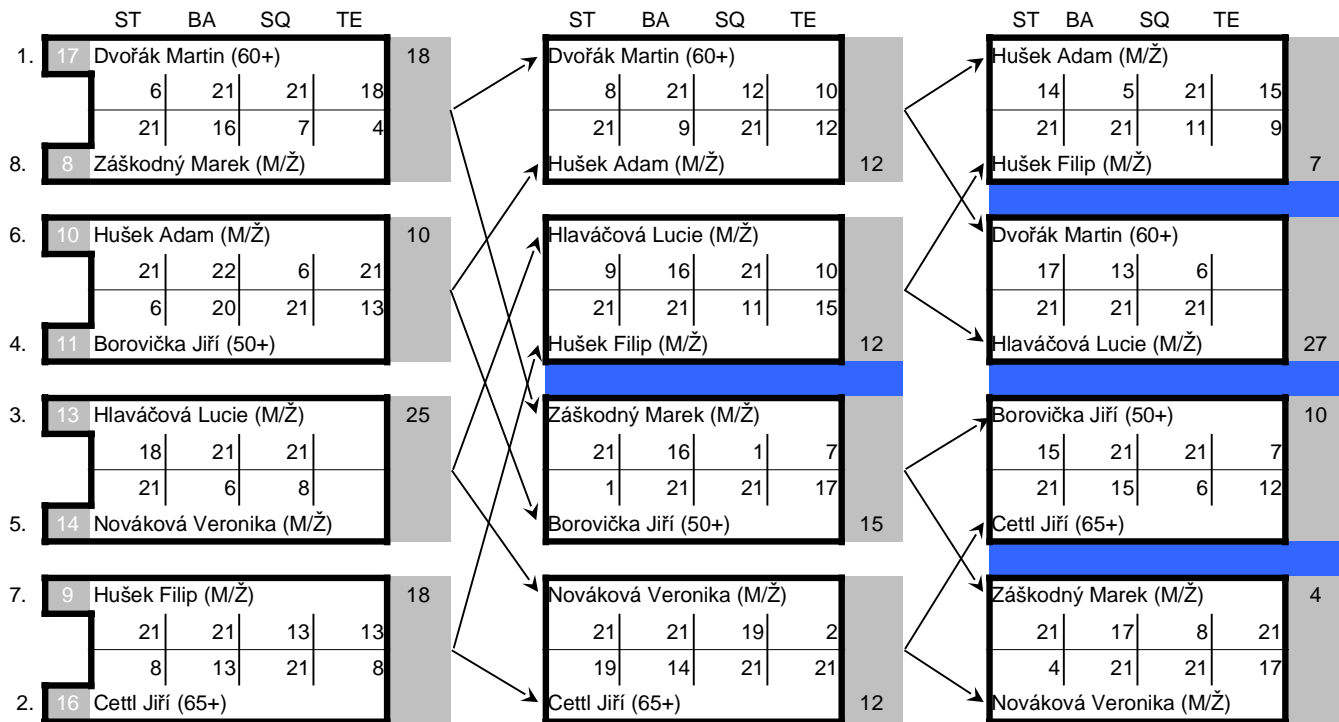 ST BA SQ TE ST BA SQ TE ST BA SQ TE
1. 17 Dvořák Martin (60+) 18 Dvořák Martin (60+) Hušek Adam (M/Ž)
6 21 21 18 8 21 12 10 14 5 21 15
21 16 7 4 21 9 21 12 21 21 11 9
8. 8 Záškodný Marek (M/Ž) Hušek Adam (M/Ž) 12 Hušek Filip (M/Ž) 7
6. 10 Hušek Adam (M/Ž) 10 Hlaváčová Lucie (M/Ž) Dvořák Martin (60+)
21 22 6 21 9 16 21 10 17 13 6
6 20 21 13 21 21 11 15 21 21 21
4. 11 Borovička Jiří (50+) Hušek Filip (M/Ž) 12 Hlaváčová Lucie (M/Ž) 27
3. 13 Hlaváčová Lucie (M/Ž) 25 Záškodný Marek (M/Ž) Borovička Jiří (50+) 10
18 21 21 21 16 1 7 15 21 21 7
21 6 8 1 21 21 17 21 15 6 12
5. 14 Nováková Veronika (M/Ž) Borovička Jiří (50+) 15 Cettl Jiří (65+)
7. 9 Hušek Filip (M/Ž) 18 Nováková Veronika (M/Ž) Záškodný Marek (M/Ž) 4
21 21 13 13 21 21 19 2 21 17 8 21
8 13 21 8 19 14 21 21 4 21 21 17
2. 16 Cettl Jiří (65+) Cettl Jiří (65+) 12 Nováková Veronika (M/Ž)